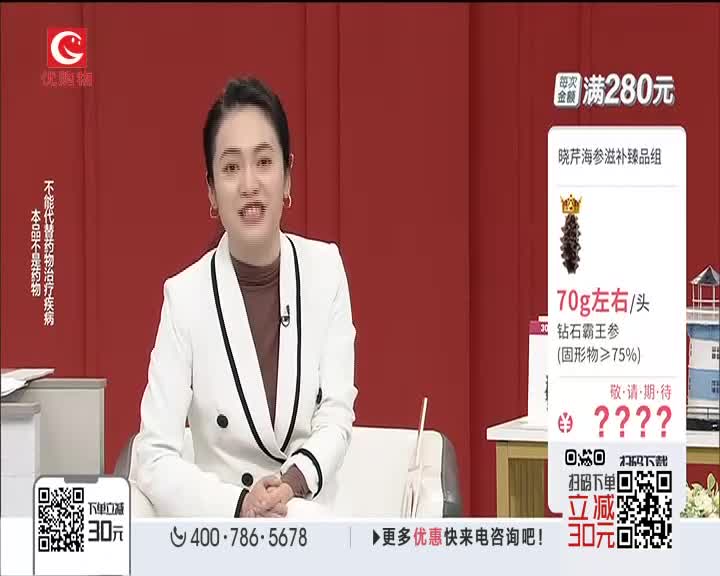 优购物
每次金额 满280元
晓芹海参滋补臻品组
70g左右/头
钻石霸王参
(固形物≥75%)
敬·请·期·待
¥ ????
扫码下载
扫码下单
立减
30元
不能代替药物治疗疾病
本品不是药物
下单立减
30元
400·786·5678
更多优惠快来电咨询吧!
30